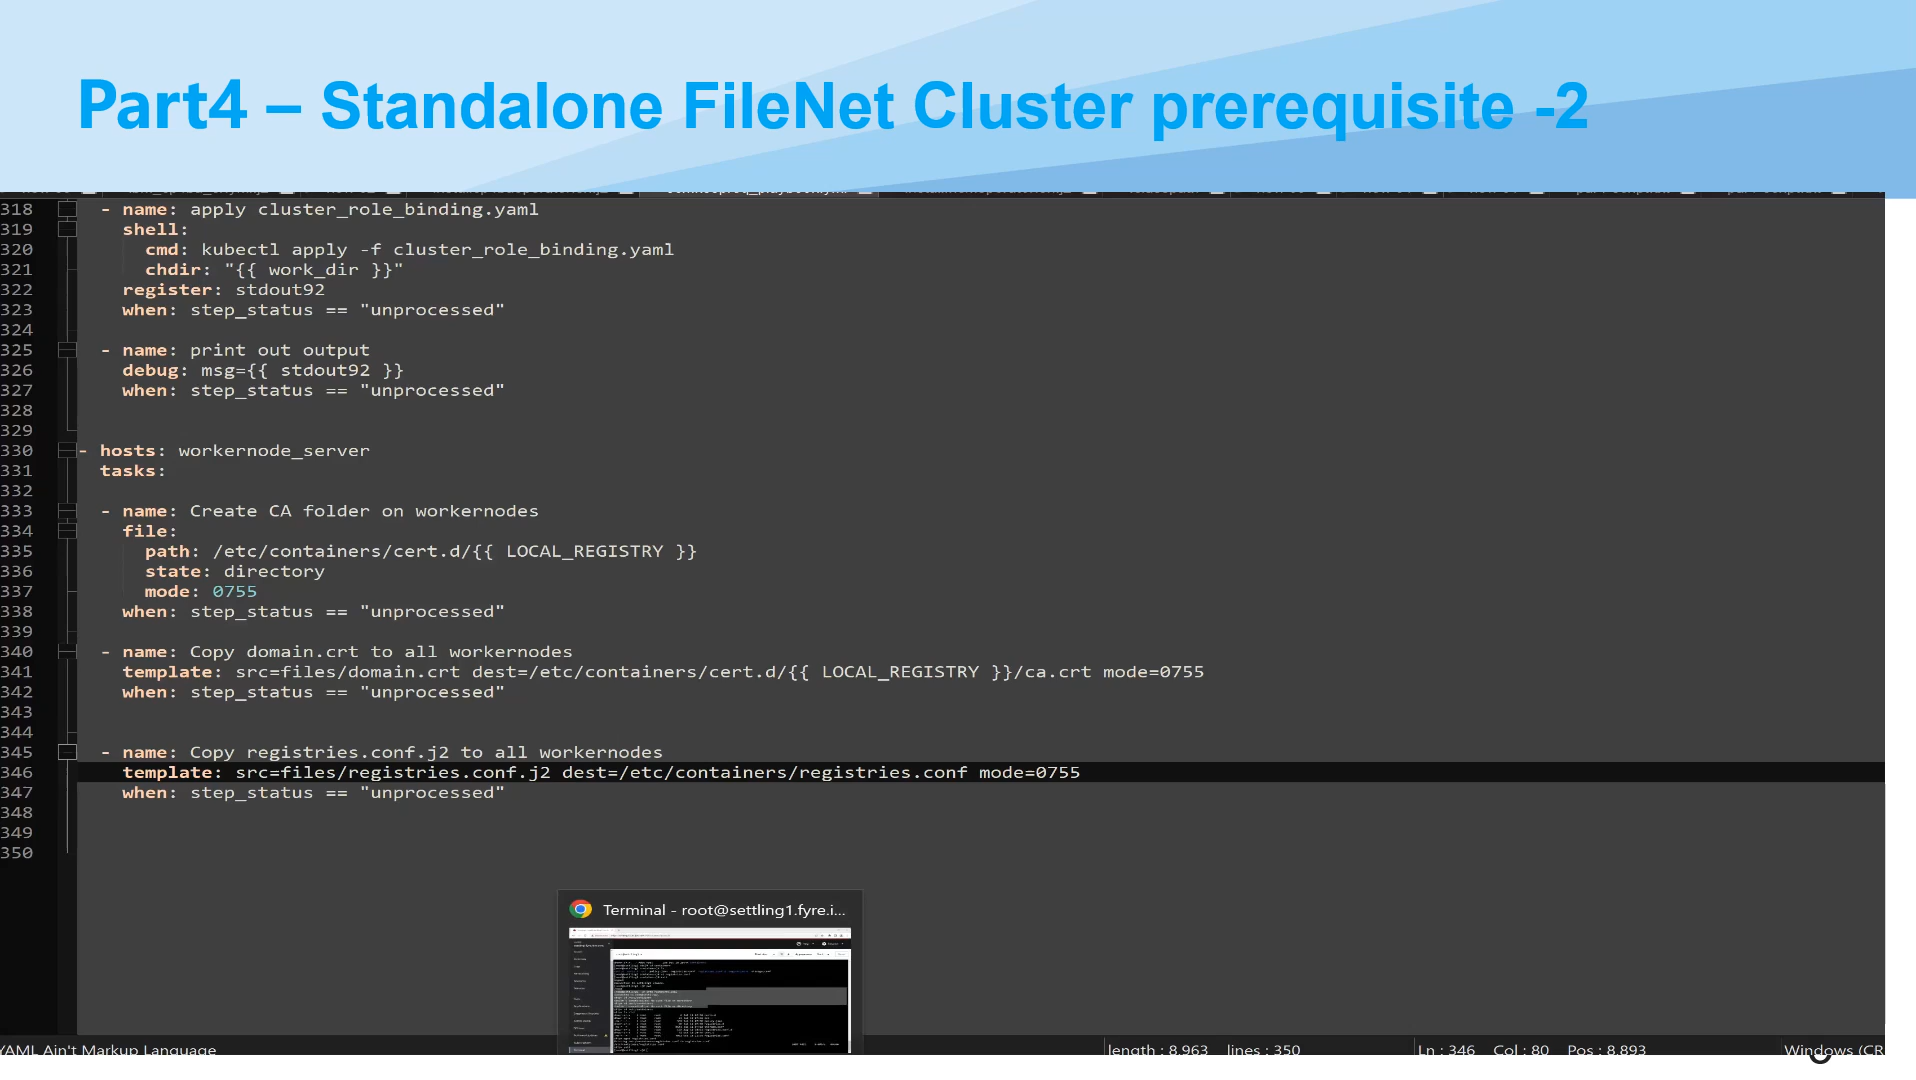 Part4 – Standalone FileNet Cluster prerequisite -2
318 - name: apply cluster_role_binding.yaml
319 shell:
320 cmd: kubectl apply -f cluster_role_binding.yaml
321 chdir: "{{ work_dir }}"
322 register: stdout92
323 when: step_status == "unprocessed"
324
325 - name: print out output
326 debug: msg={{ stdout92 }}
327 when: step_status == "unprocessed"
328
329
330 - hosts: workernode_server
331 tasks:
332
333 - name: Create CA folder on workernodes
334 file:
335 path: /etc/containers/cert.d/{{ LOCAL_REGISTRY }}
336 state: directory
337 mode: 0755
338 when: step_status == "unprocessed"
339
340 - name: Copy domain.crt to all workernodes
341 template: src=files/domain.crt dest=/etc/containers/cert.d/{{ LOCAL_REGISTRY }}/ca.crt mode=0755
342 when: step_status == "unprocessed"
343
344
345 - name: Copy registries.conf.j2 to all workernodes
346 template: src=files/registries.conf.j2 dest=/etc/containers/registries.conf mode=0755
347 when: step_status == "unprocessed"
348
349
350
Terminal - root@settling1.fyre.i...
YAML Ain't Markup Language length : 8,963 lines : 350 Ln : 346 Col : 80 Pos : 8,893 Windows (CR